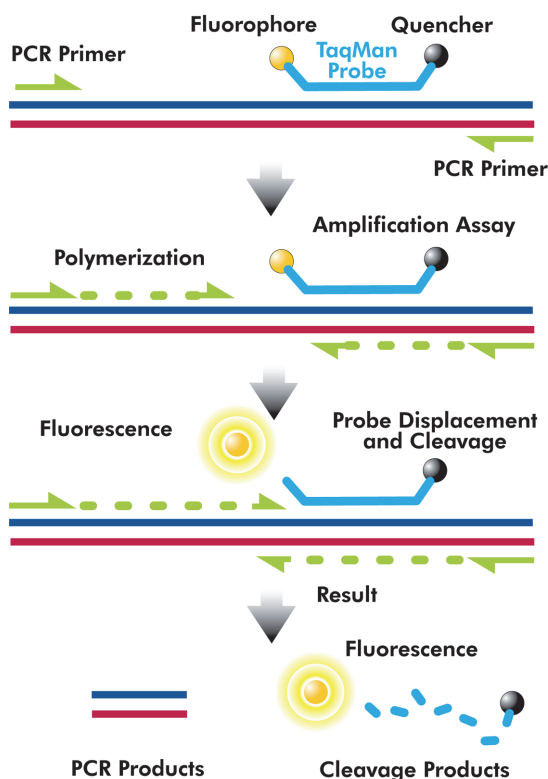 Fluorophore
Quencher
PCR Primer
TaqMan
Probe
PCR Primer
Amplification Assay
Polymerization
Fluorescence
Probe Displacement
and Cleavage
Result
Fluorescence
PCR Products
Cleavage Products